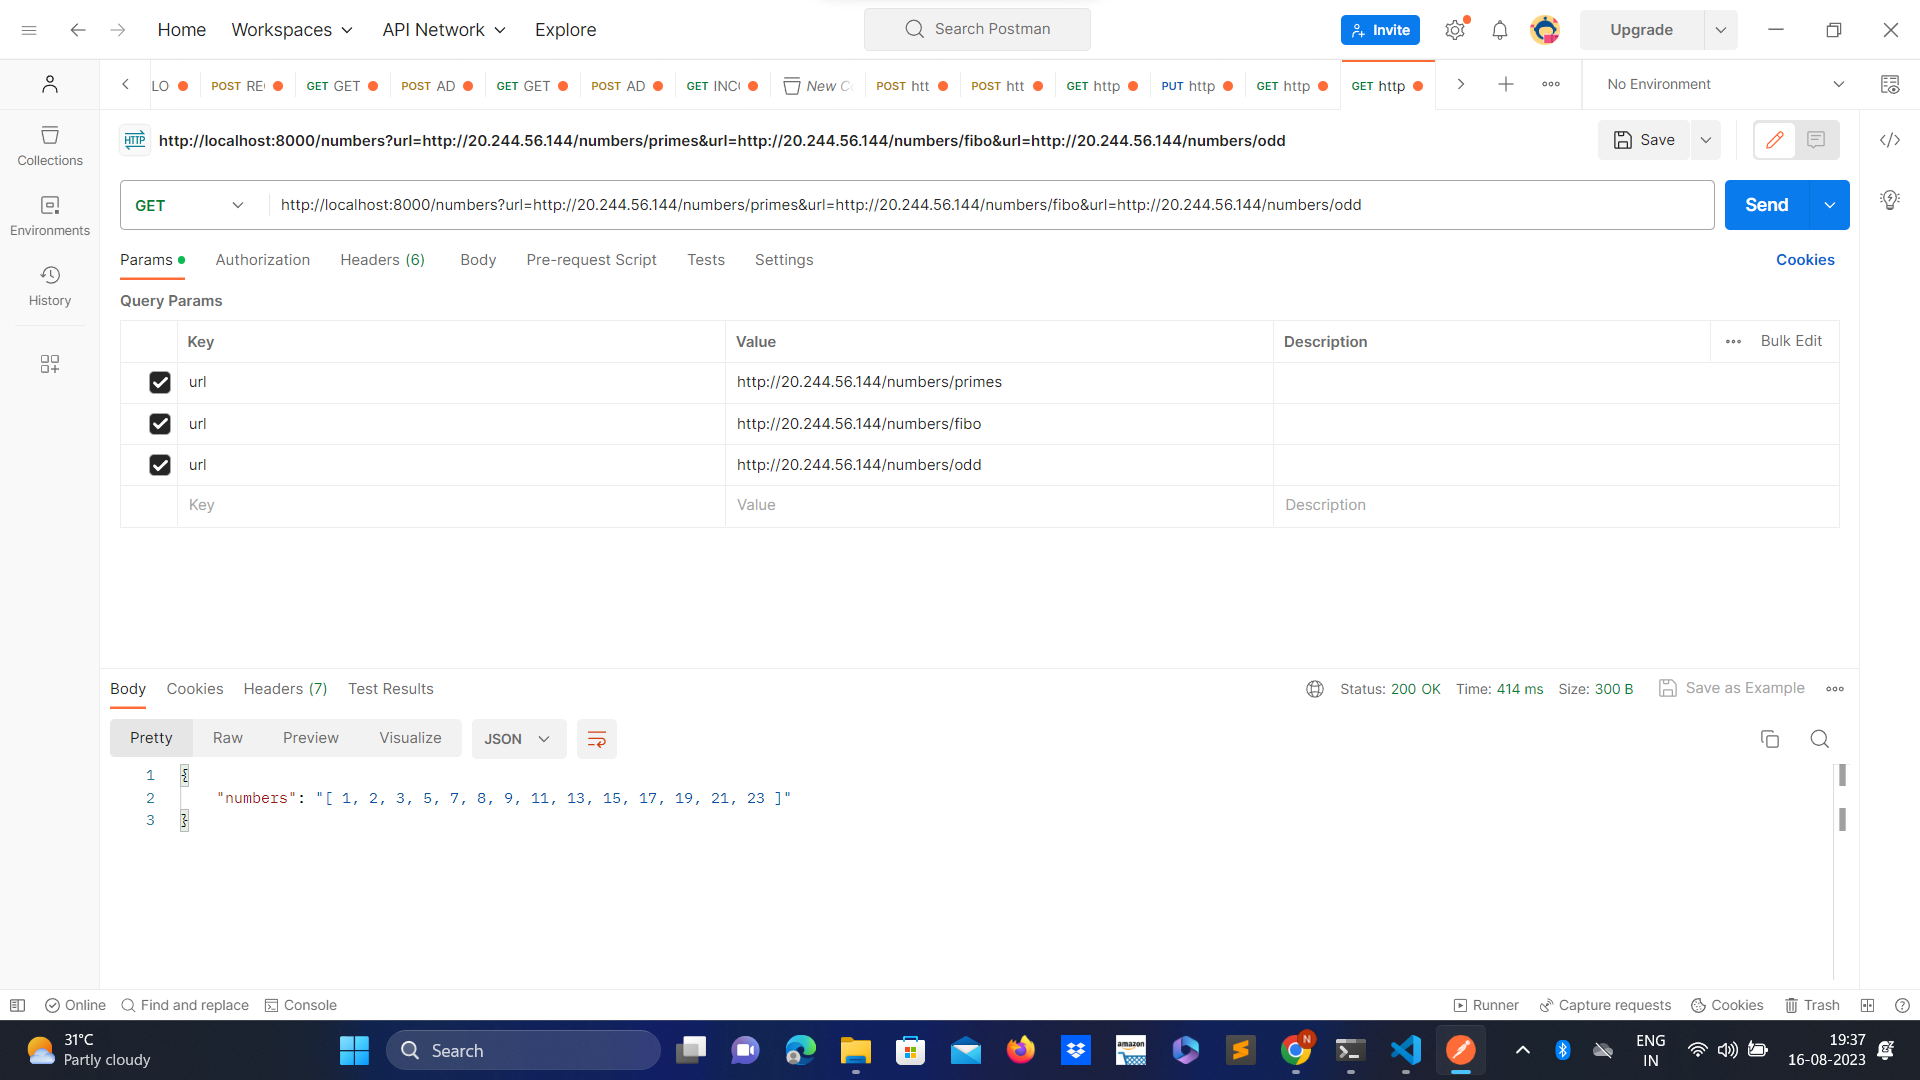 Home Workspaces API Network Explore Search Postman Invite Upgrade
LO POST RE GET GET POST AD GET GET POST AD GET INC New C POST htt POST htt GET http PUT http GET http GET http No Environment
HTTP http://localhost:8000/numbers?url=http://20.244.56.144/numbers/primes&url=http://20.244.56.144/numbers/fibo&url=http://20.244.56.144/numbers/odd Save
Collections
Environments
History
GET http://localhost:8000/numbers?url=http://20.244.56.144/numbers/primes&url=http://20.244.56.144/numbers/fibo&url=http://20.244.56.144/numbers/odd Send
Params Authorization Headers (6) Body Pre-request Script Tests Settings Cookies
Query Params
Key Value Description Bulk Edit
url http://20.244.56.144/numbers/primes
url http://20.244.56.144/numbers/fibo
url http://20.244.56.144/numbers/odd
Key Value Description
Body Cookies Headers (7) Test Results Status: 200 OK Time: 414 ms Size: 300 B Save as Example
Pretty Raw Preview Visualize JSON
1 {
2 "numbers": "[ 1, 2, 3, 5, 7, 8, 9, 11, 13, 15, 17, 19, 21, 23 ]"
3 }
Online Find and replace Console Runner Capture requests Cookies Trash
31°C
Partly cloudy
Search
amazon
N
ENG
IN
19:37
16-08-2023